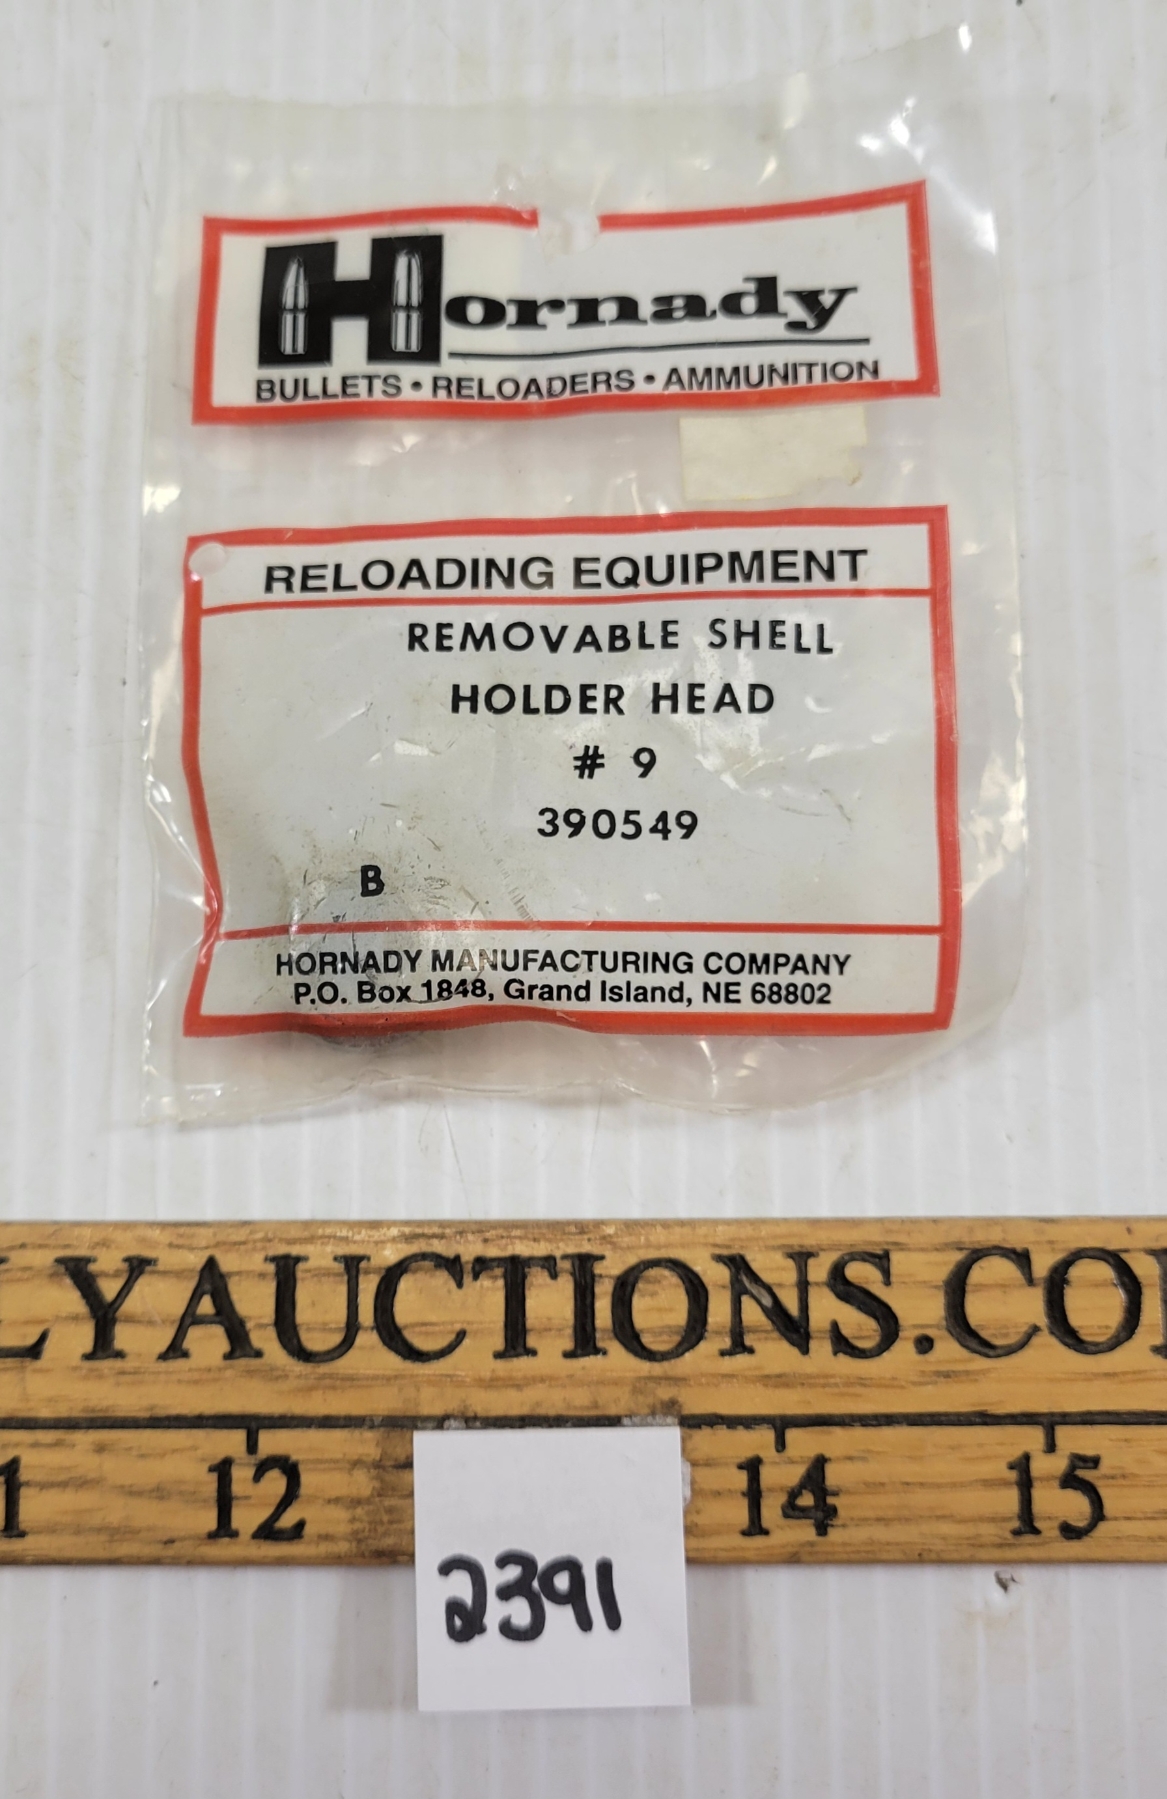 Hornady
BULLETS • RELOADERS • AMMUNITION
RELOADING EQUIPMENT
REMOVABLE SHELL
HOLDER HEAD
# 9
390549
B
HORNADY MANUFACTURING COMPANY
P.O. Box 1848, Grand Island, NE 68802
LYAUCTIONS.CO
1 12 14 15
2391